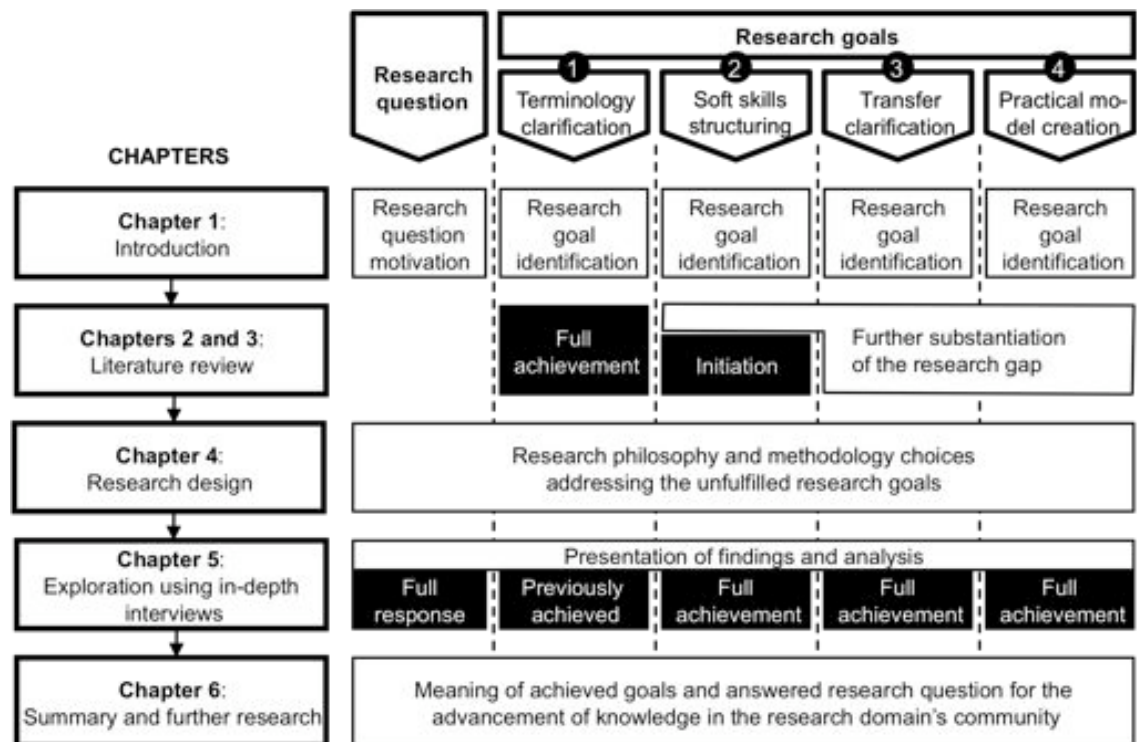 Research goals
Research
question
1
Terminology
clarification
2
Soft skills
structuring
3
Transfer
clarification
4
Practical mo-
del creation
CHAPTERS
Chapter 1:
Introduction
Research
question
motivation
Research
goal
identification
Research
goal
identification
Research
goal
identification
Research
goal
identification
Chapters 2 and 3:
Literature review
Full
achievement
Initiation
Further substantiation
of the research gap
Chapter 4:
Research design
Research philosophy and methodology choices
addressing the unfulfilled research goals
Chapter 5:
Exploration using in-depth
interviews
Presentation of findings and analysis
Full
response
Previously
achieved
Full
achievement
Full
achievement
Full
achievement
Chapter 6:
Summary and further research
Meaning of achieved goals and answered research question for the
advancement of knowledge in the research domain's community